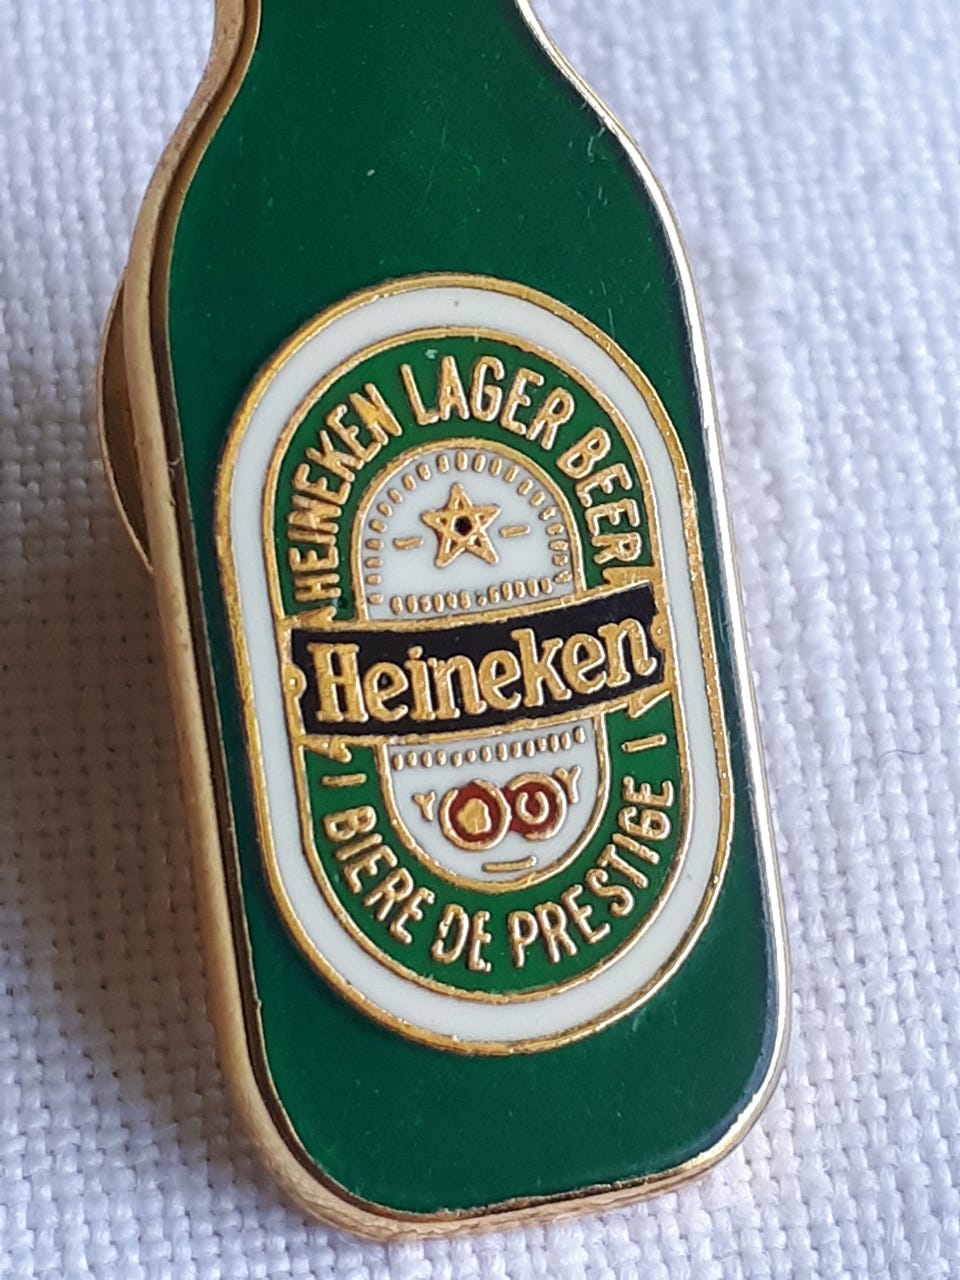 HEINEKEN LAGER BEER
Heineken
BIERE DE PRESTIGE